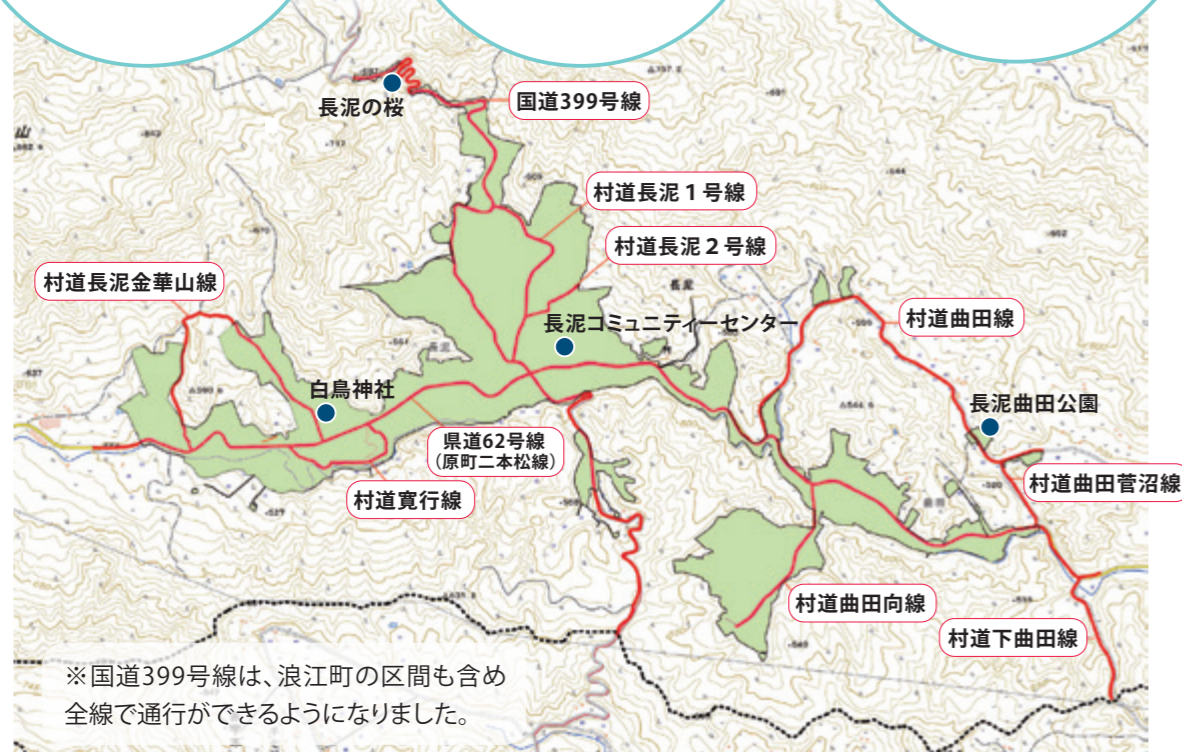 長泥の桜
国道399号線
村道長泥1号線
村道長泥2号線
村道長泥金華山線
長泥
長泥コミュニティーセンター
村道曲田線
白鳥神社
長泥曲田公園
県道62号線
(原町二本松線)
村道曲田菅沼線
村道寛行線
村道曲田向線
村道下曲田線
※国道399号線は、浪江町の区間も含め
全線で通行ができるようになりました。